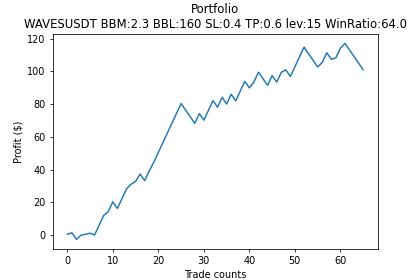 Portfolio
WAVESUSDT BBM:2.3 BBL:160 SL:0.4 TP:0.6 lev:15 WinRatio:64.0
120
100
80
60
40
20
0
Profit ($)
0 10 20 30 40 50 60
Trade counts